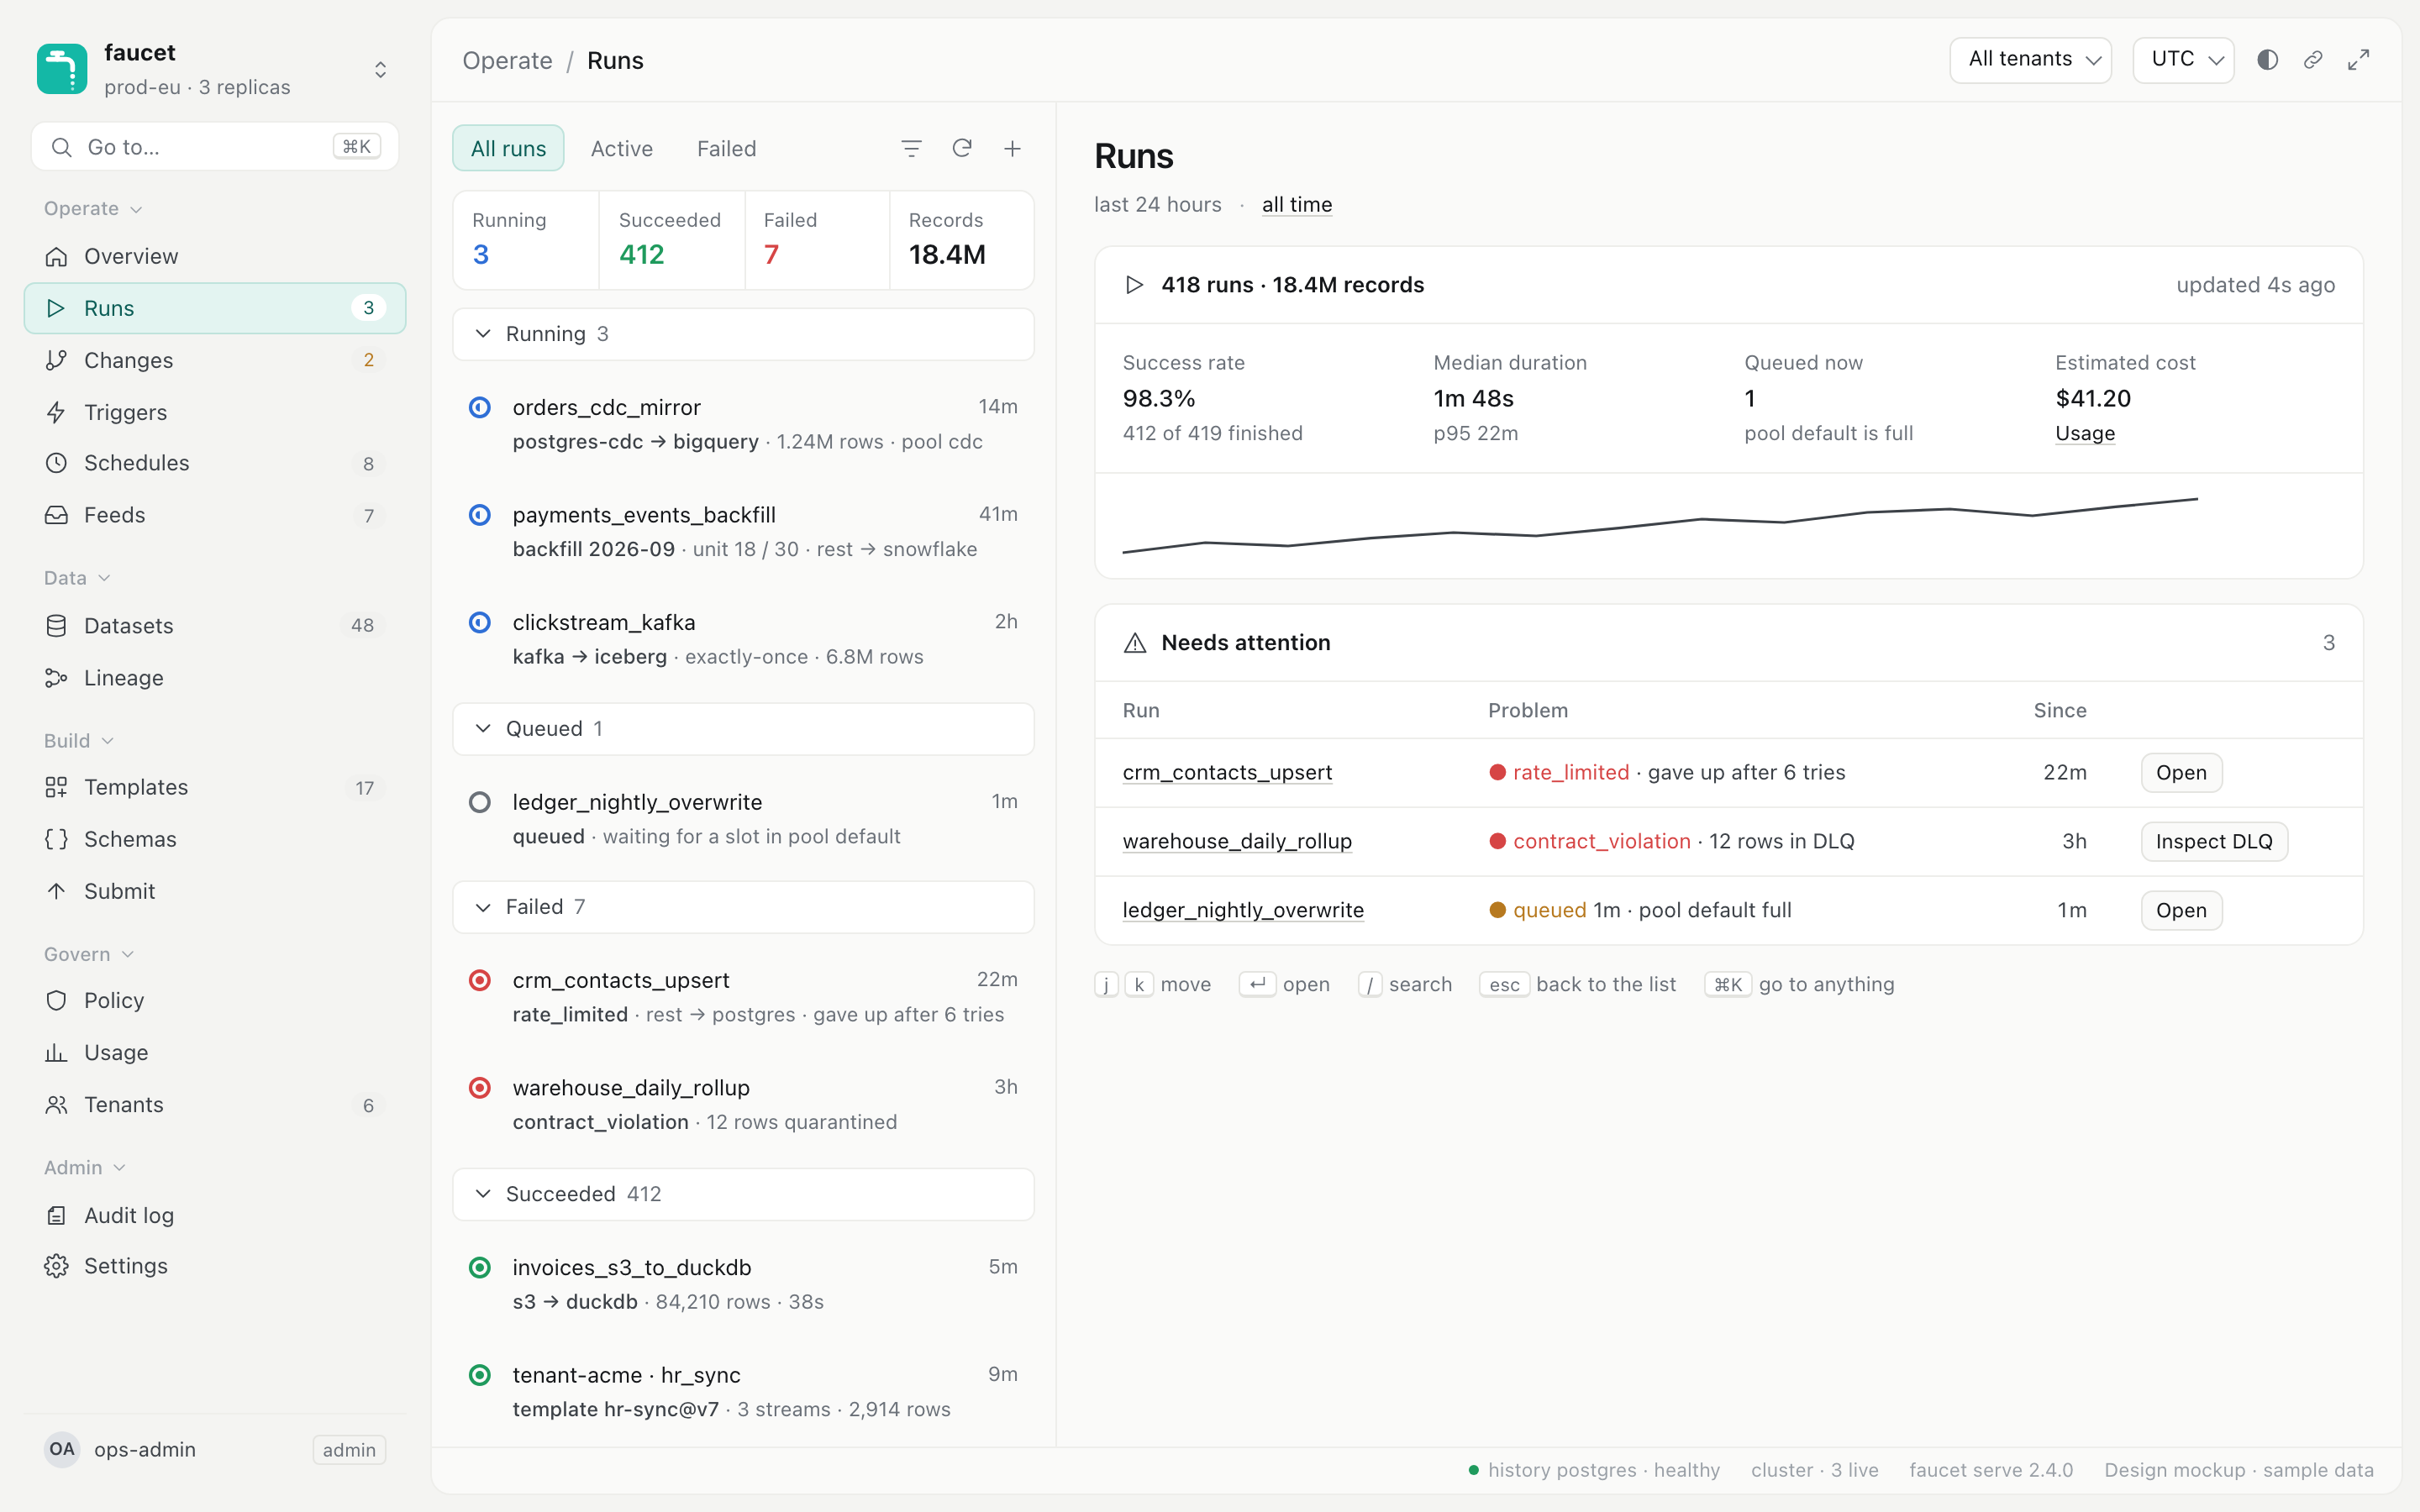 faucet
prod-eu · 3 replicas
Go to...
⌘K
Operate
Overview
Runs 3
Changes 2
Triggers
Schedules 8
Feeds 7
Data
Datasets 48
Lineage
Build
Templates 17
Schemas
Submit
Govern
Policy
Usage
Tenants 6
Admin
Audit log
Settings
OA ops-admin admin
Operate / Runs
All tenants
UTC
All runs Active Failed
Running Succeeded Failed Records
3 412 7 18.4M
Running 3
orders_cdc_mirror 14m
postgres-cdc → bigquery · 1.24M rows · pool cdc
payments_events_backfill 41m
backfill 2026-09 · unit 18 / 30 · rest → snowflake
clickstream_kafka 2h
kafka → iceberg · exactly-once · 6.8M rows
Queued 1
ledger_nightly_overwrite 1m
queued · waiting for a slot in pool default
Failed 7
crm_contacts_upsert 22m
rate_limited · rest → postgres · gave up after 6 tries
warehouse_daily_rollup 3h
contract_violation · 12 rows quarantined
Succeeded 412
invoices_s3_to_duckdb 5m
s3 → duckdb · 84,210 rows · 38s
tenant-acme · hr_sync 9m
template hr-sync@v7 · 3 streams · 2,914 rows
Runs
last 24 hours · all time
418 runs · 18.4M records updated 4s ago
Success rate Median duration Queued now Estimated cost
98.3% 1m 48s 1 $41.20
412 of 419 finished p95 22m pool default is full Usage
Needs attention 3
Run Problem Since
crm_contacts_upsert rate_limited · gave up after 6 tries 22m Open
warehouse_daily_rollup contract_violation · 12 rows in DLQ 3h Inspect DLQ
ledger_nightly_overwrite queued 1m · pool default full 1m Open
j k move ↵ open / search esc back to the list ⌘K go to anything
history postgres · healthy cluster · 3 live faucet serve 2.4.0 Design mockup · sample data